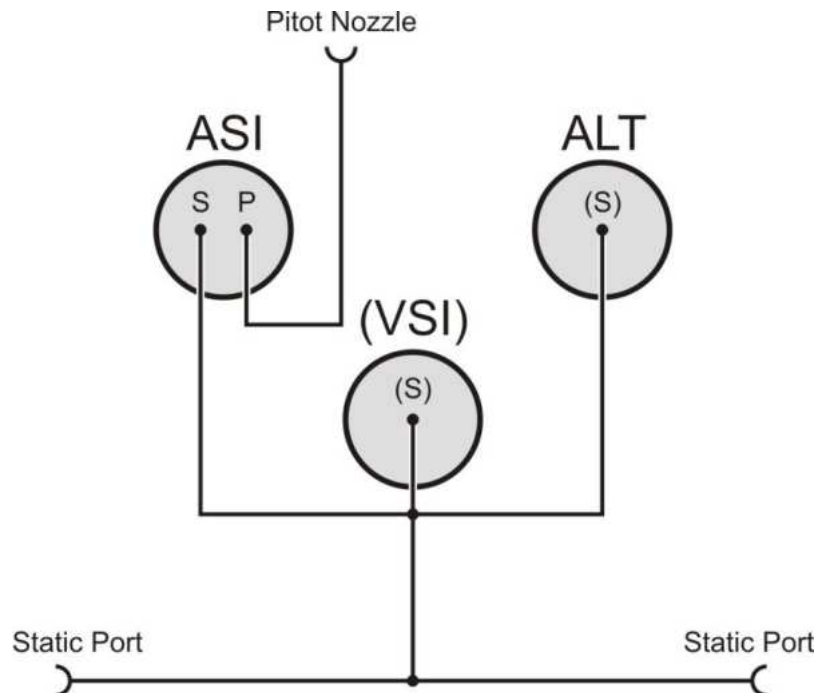 Pitot Nozzle
ASI
ALT
S P
(S)
(VSI)
(S)
Static Port
Static Port